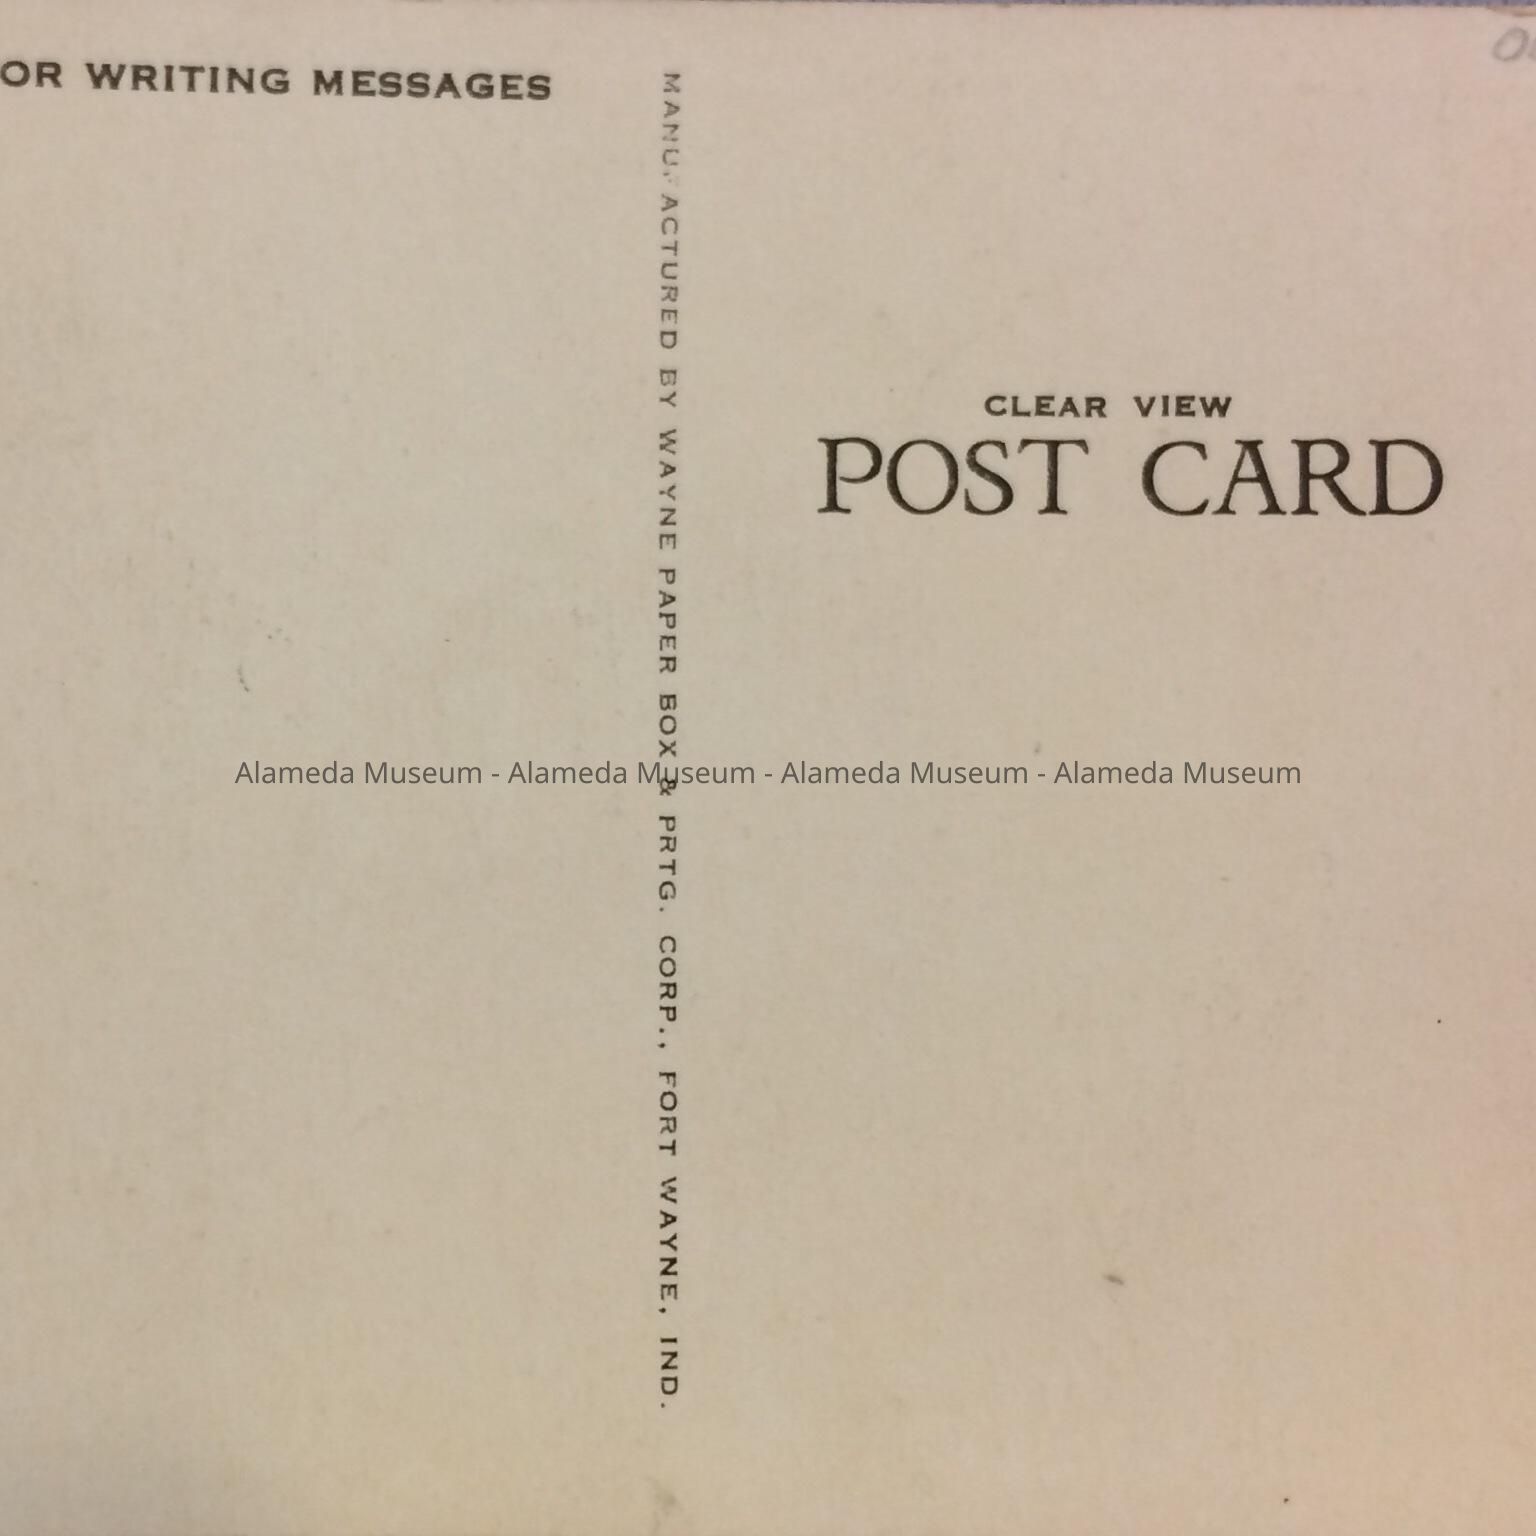 OR WRITING MESSAGES
MANUFACTURED BY WAYNE PAPER BOX & PRTG. CORP., FORT WAYNE, IND.
CLEAR VIEW
POST CARD
Alameda Museum - Alameda Museum - Alameda Museum - Alameda Museum